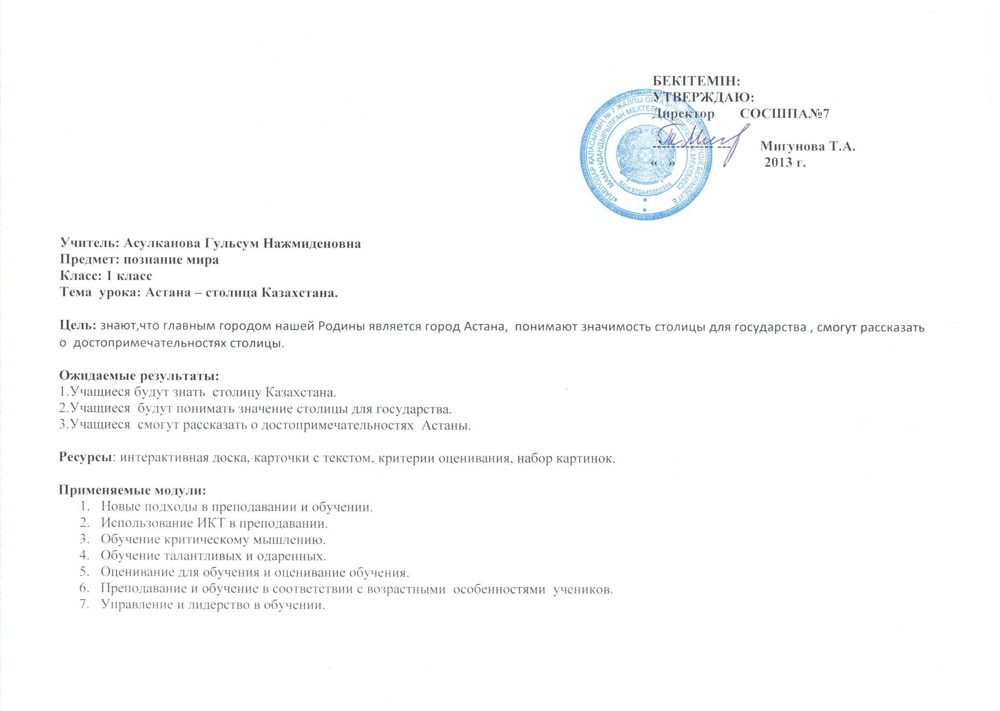 БЕКІТЕМІН:
УТВЕРЖДАЮ:
Директор СОСШПА№7
--------------- --- Мигунова Т.А.
« » 2013 г.
«ПАВЛОДАР ҚАЛАСЫНЫҢ № 7 ЖАЛПЫ ОРТА БІЛІМ БЕРУ БЕЙІНДІК БЕЙІМДЕУГЕ
МАМАНДАНДЫРЫЛҒАН МЕКТЕБІ» МЕМЛЕКЕТТІК МЕКЕМЕСІ
БСН 970440002308
Учитель: Асулканова Гульсум Нажмиденовна
Предмет: познание мира
Класс: 1 класс
Тема урока: Астана – столица Казахстана.
Цель: знают,что главным городом нашей Родины является город Астана, понимают значимость столицы для государства , смогут рассказать
о достопримечательностях столицы.
Ожидаемые результаты:
1.Учащиеся будут знать столицу Казахстана.
2.Учащиеся будут понимать значение столицы для государства.
3.Учащиеся смогут рассказать о достопримечательностях Астаны.
Ресурсы: интерактивная доска, карточки с текстом, критерии оценивания, набор картинок.
Применяемые модули:
1. Новые подходы в преподавании и обучении.
2. Использование ИКТ в преподавании.
3. Обучение критическому мышлению.
4. Обучение талантливых и одаренных.
5. Оценивание для обучения и оценивание обучения.
6. Преподавание и обучение в соответствии с возрастными особенностями учеников.
7. Управление и лидерство в обучении.